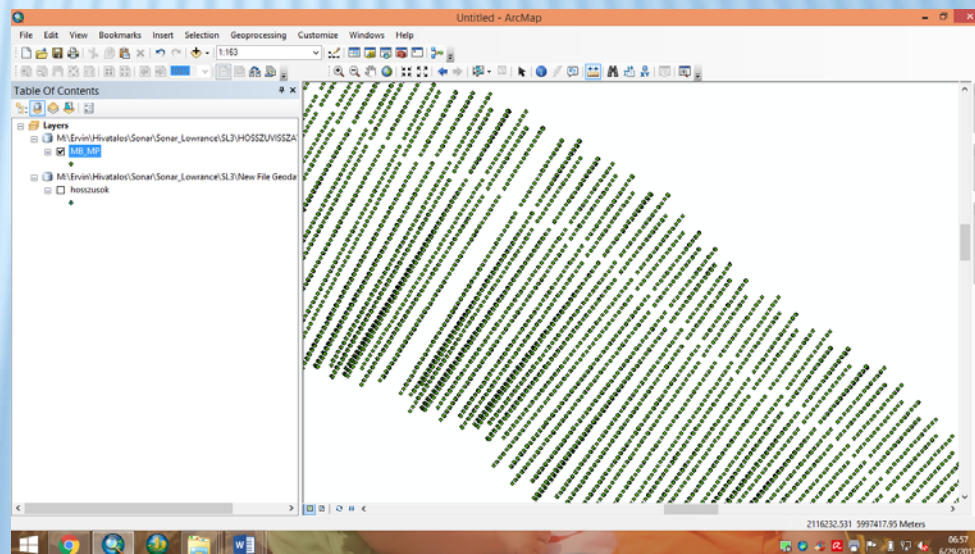 Untitled - ArcMap
File Edit View Bookmarks Insert Selection Geoprocessing Customize Windows Help
1:163
Table Of Contents
Layers
M:\Ervin\Hivatalos\Sonar\Sonar_Lowrance\SL3\HOSSZUVISSZA
MB_MP
M:\Ervin\Hivatalos\Sonar\Sonar_Lowrance\SL3\New File Geoda
hosszusok
2116232.531 5997417.95 Meters
06:57